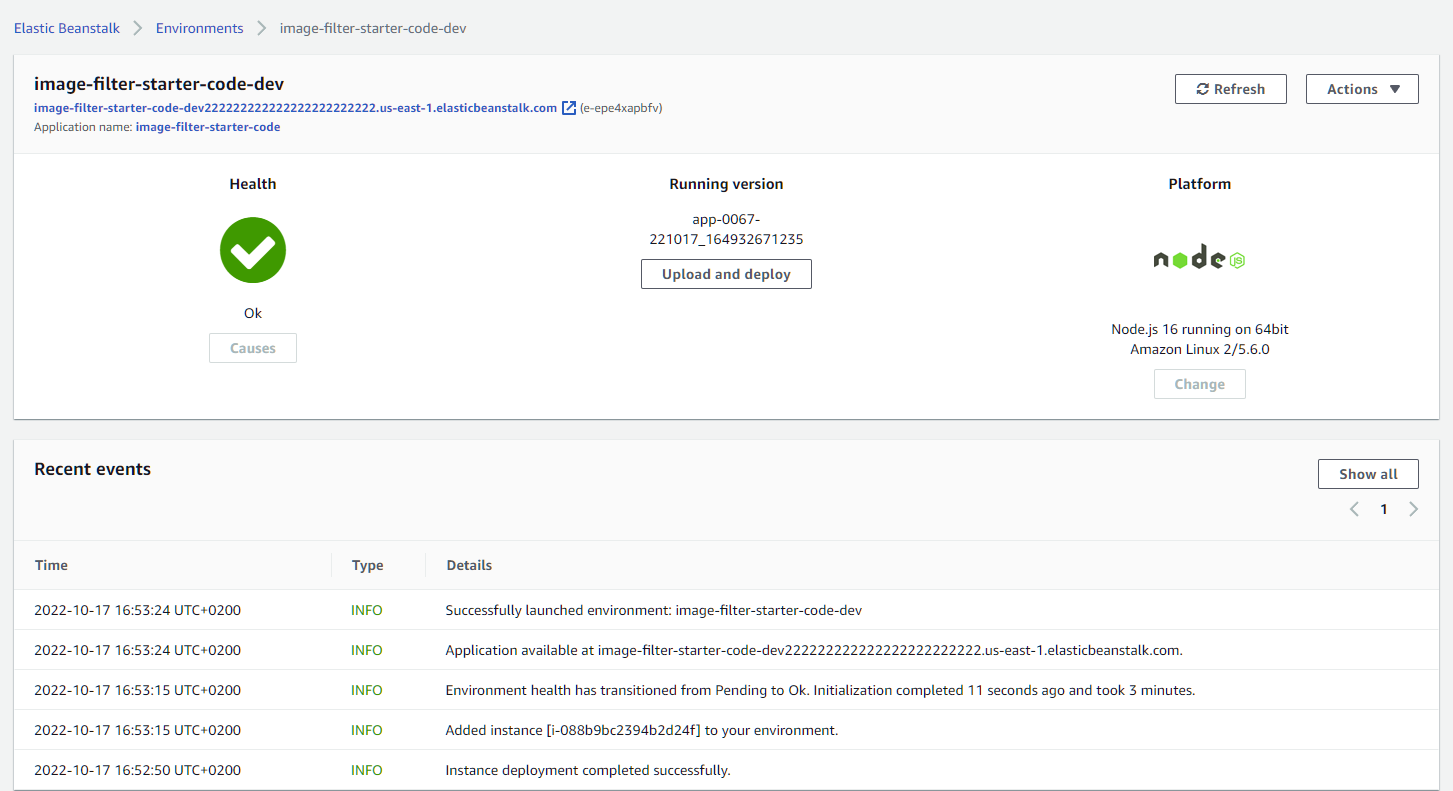 Elastic Beanstalk > Environments > image-filter-starter-code-dev
image-filter-starter-code-dev
Refresh
Actions ▼
image-filter-starter-code-dev222222222222222222222222.us-east-1.elasticbeanstalk.com (e-epe4xapbfv)
Application name: image-filter-starter-code
Health
Running version
Platform
app-0067-
221017_164932671235
Upload and deploy
node
JS
Ok
Causes
Node.js 16 running on 64bit
Amazon Linux 2/5.6.0
Change
Recent events
Show all
< 1 >
Time Type Details
2022-10-17 16:53:24 UTC+0200 INFO Successfully launched environment: image-filter-starter-code-dev
2022-10-17 16:53:24 UTC+0200 INFO Application available at image-filter-starter-code-dev222222222222222222222222.us-east-1.elasticbeanstalk.com.
2022-10-17 16:53:15 UTC+0200 INFO Environment health has transitioned from Pending to Ok. Initialization completed 11 seconds ago and took 3 minutes.
2022-10-17 16:53:15 UTC+0200 INFO Added instance [i-088b9bc2394b2d24f] to your environment.
2022-10-17 16:52:50 UTC+0200 INFO Instance deployment completed successfully.